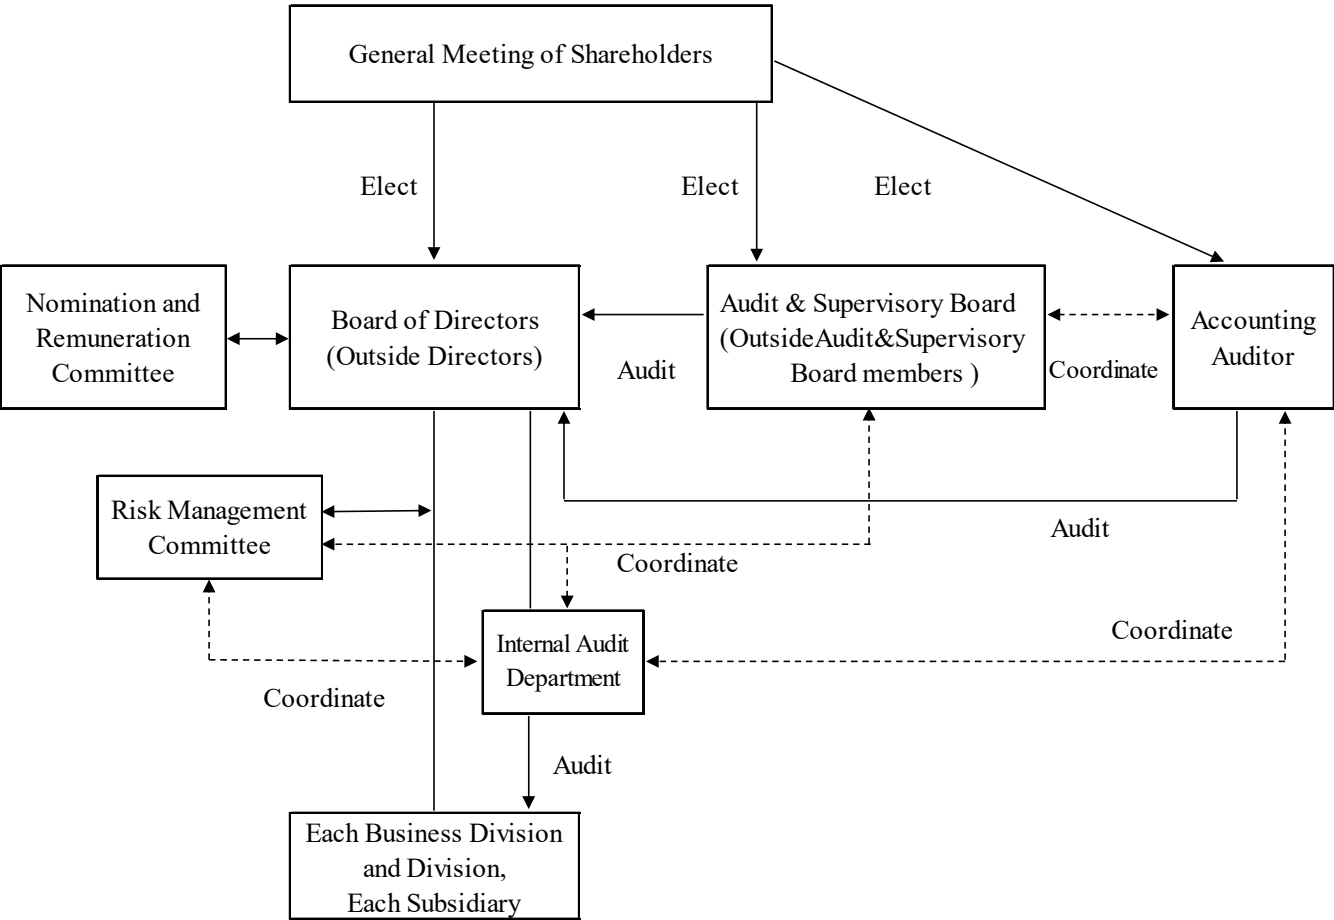 General Meeting of Shareholders
Elect
Elect
Elect
Nomination and
Remuneration
Committee
Board of Directors
(Outside Directors)
Audit
Audit & Supervisory Board
(OutsideAudit&Supervisory
Board members )
Coordinate
Accounting
Auditor
Risk Management
Committee
Audit
Coordinate
Internal Audit
Department
Coordinate
Coordinate
Audit
Each Business Division
and Division,
Each Subsidiary